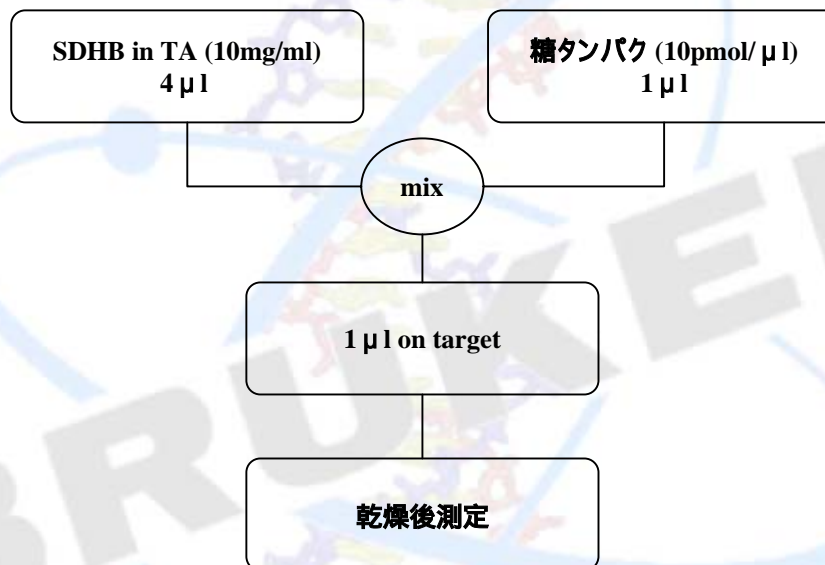 SDHB in TA (10mg/ml)
4 μ l
糖タンパク (10pmol/ μ l)
1 μ l
mix
1 μ l on target
乾燥後測定
BRUKE